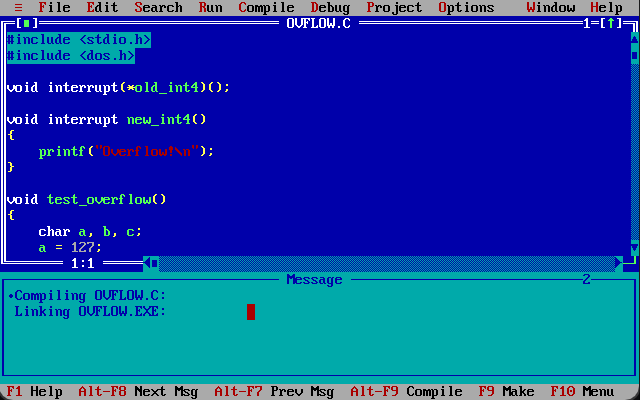 ≡ File Edit Search Run Compile Debug Project Options Window Help
[■] OVFLOW.C 1=[↑]
#include <stdio.h>
#include <dos.h>
void interrupt(*old_int4)();
void interrupt new_int4()
{
printf("Overflow!\n");
}
void test_overflow()
{
char a, b, c;
a = 127;
1:1
Message 2
•Compiling OVFLOW.C:
Linking OVFLOW.EXE:
F1 Help Alt-F8 Next Msg Alt-F7 Prev Msg Alt-F9 Compile F9 Make F10 Menu